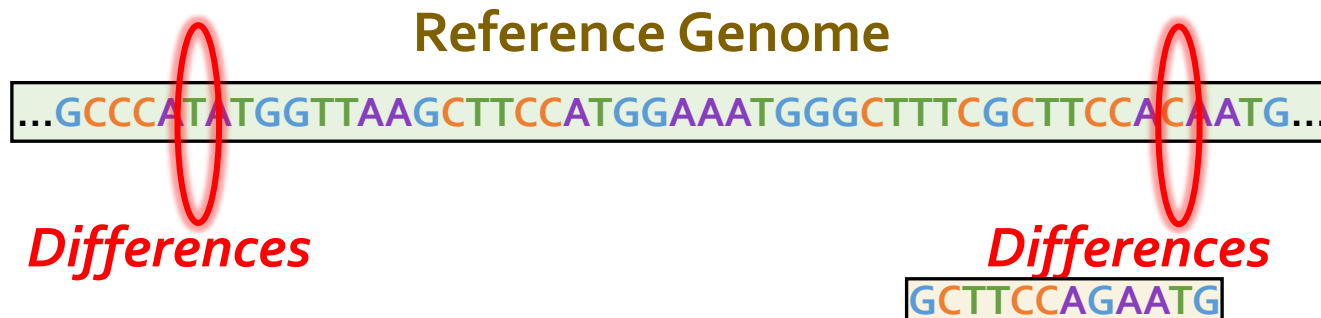 Reference Genome
...GCCCATATGGTTAAGCTTCCATGGAAATGGGCTTTCGCTTCCACAATG...
Differences Differences
GCTTCCAGAATG